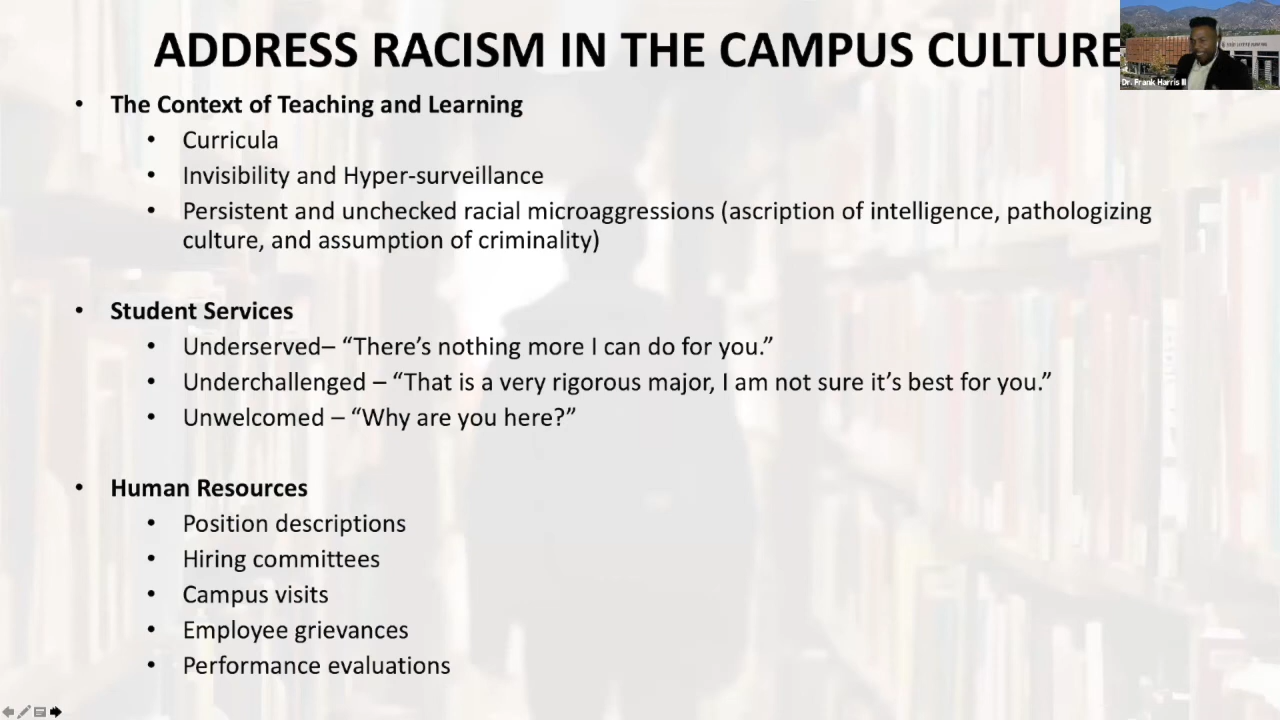 ADDRESS RACISM IN THE CAMPUS CULTURE
Dr. Frank Harris III
• The Context of Teaching and Learning
• Curricula
• Invisibility and Hyper-surveillance
• Persistent and unchecked racial microaggressions (ascription of intelligence, pathologizing
culture, and assumption of criminality)
• Student Services
• Underserved– “There’s nothing more I can do for you.”
• Underchallenged – “That is a very rigorous major, I am not sure it’s best for you.”
• Unwelcomed – “Why are you here?”
• Human Resources
• Position descriptions
• Hiring committees
• Campus visits
• Employee grievances
• Performance evaluations